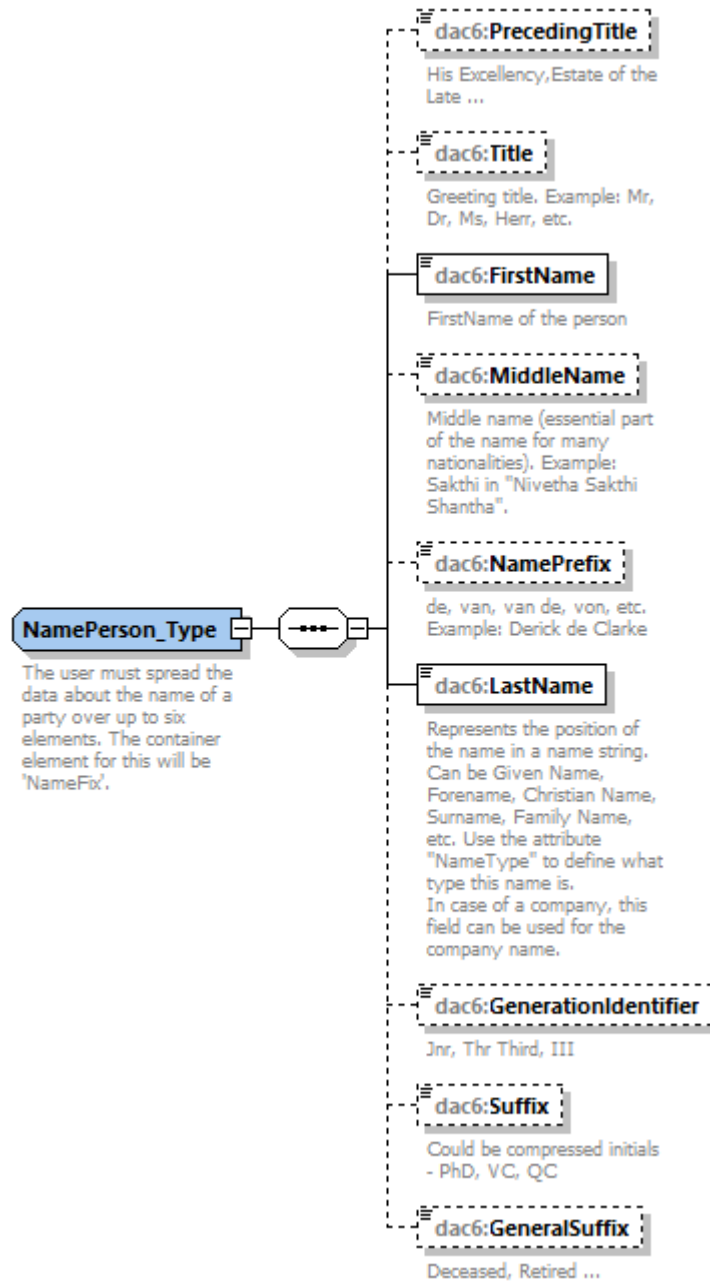 dac6:PrecedingTitle
His Excellency,Estate of the
Late ...
dac6:Title
Greeting title. Example: Mr,
Dr, Ms, Herr, etc.
dac6:FirstName
FirstName of the person
dac6:MiddleName
Middle name (essential part
of the name for many
nationalities). Example:
Sakthi in "Nivetha Sakthi
Shantha".
dac6:NamePrefix
de, van, van de, von, etc.
Example: Derick de Clarke
NamePerson_Type
The user must spread the
data about the name of a
party over up to six
elements. The container
element for this will be
'NameFix'.
dac6:LastName
Represents the position of
the name in a name string.
Can be Given Name,
Forename, Christian Name,
Surname, Family Name,
etc. Use the attribute
"NameType" to define what
type this name is.
In case of a company, this
field can be used for the
company name.
dac6:GenerationIdentifier
Jnr, Thr Third, III
dac6:Suffix
Could be compressed initials
- PhD, VC, QC
dac6:GeneralSuffix
Deceased, Retired ...